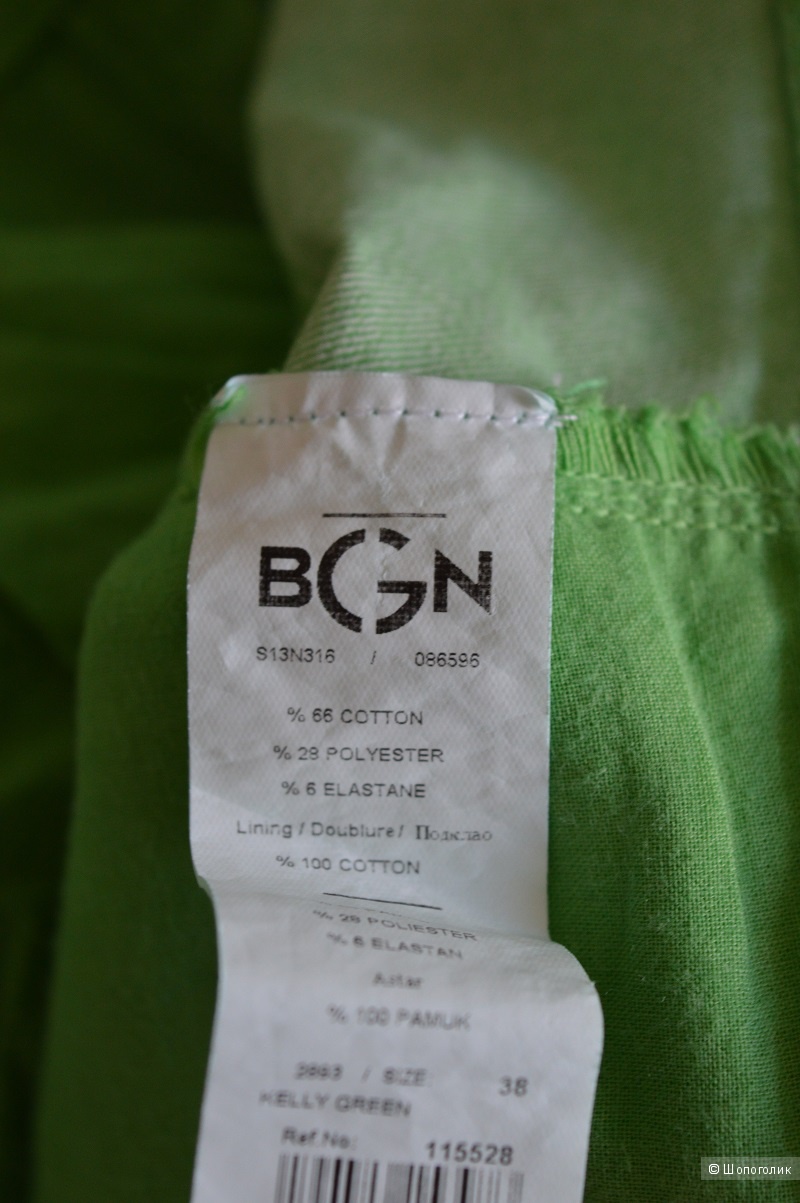 BGN
S13N316 / 086596
% 66 COTTON
% 28 POLYESTER
% 6 ELASTANE
Lining / Doublure / Подклао
% 100 COTTON
% 28 POLIESTER
% 6 ELASTAN
Astar
% 100 PAMUK
/ SIZE: 38
KELLY GREEN
Ref.No: 115528
© Шопоголик